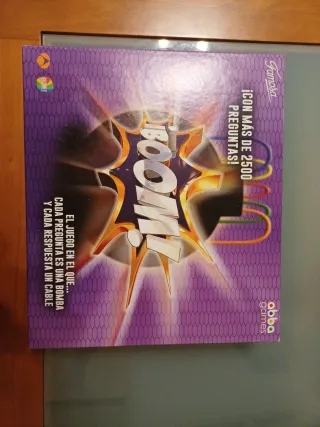 Famosa
¡CON MÁS DE 2500
PREGUNTAS!
¡BOOM!
EL JUEGO EN EL QUE...
CADA PREGUNTA ES UNA BOMBA
Y CADA RESPUESTA UN CABLE
abba
games